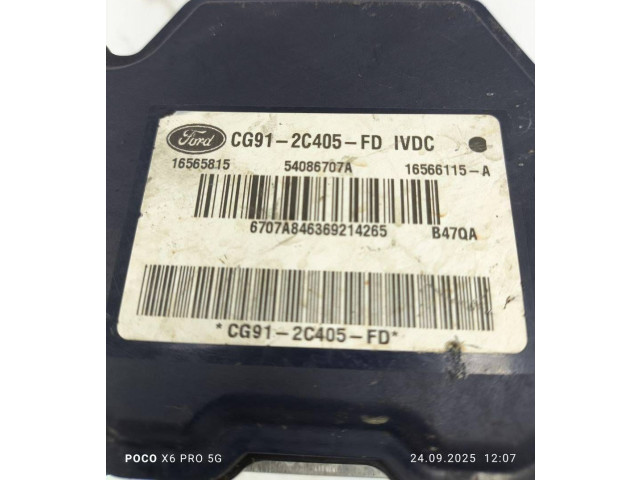 Ford CG91-2C405-FD IVDC
16565815 54086707A 16566115-A
6707A846369214265 B47QA
*CG91-2C405-FD*
POCO X6 PRO 5G 24.09.2025 12:07